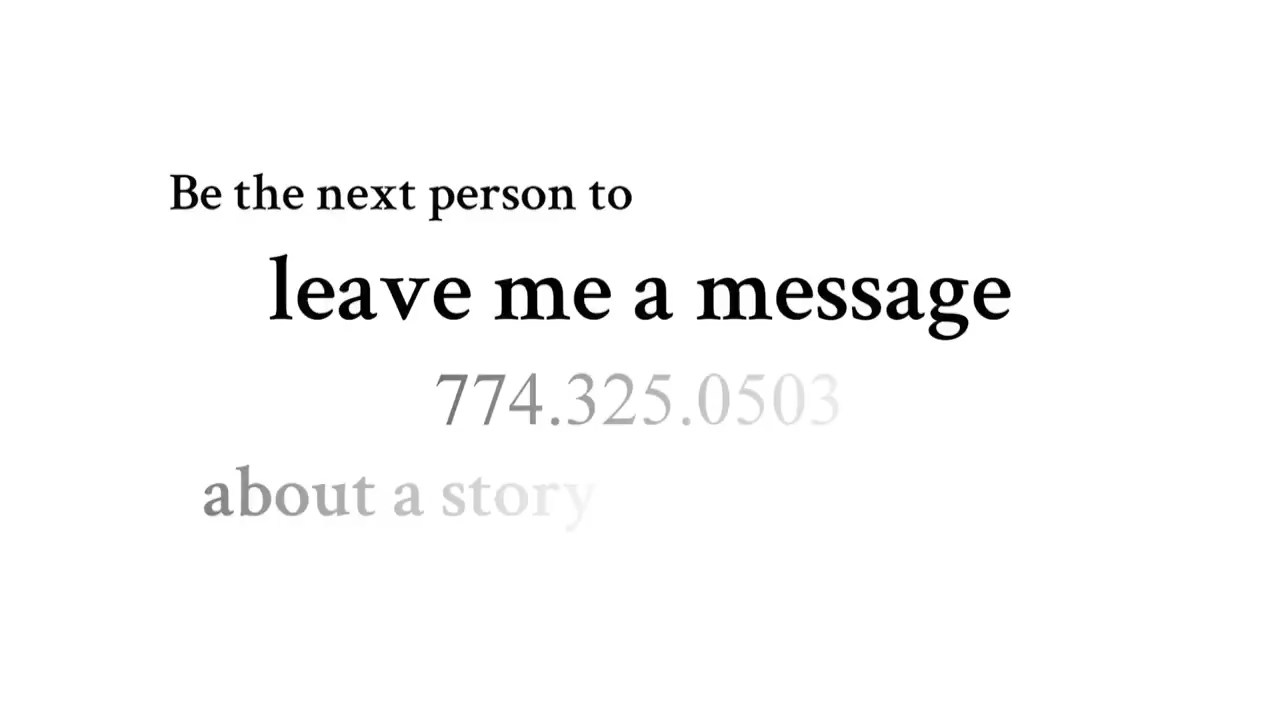 Be the next person to
leave me a message
774.325.0503
about a story